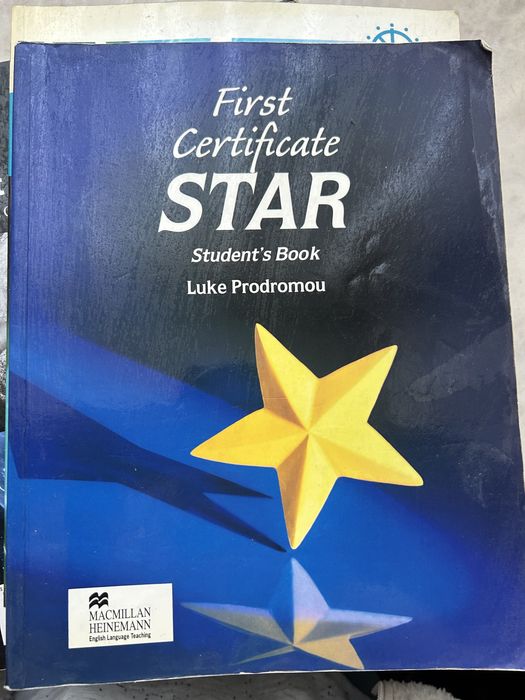 First
Certificate
STAR
Student's Book
Luke Prodromou
MACMILLAN
HEINEMANN
English Language Teaching